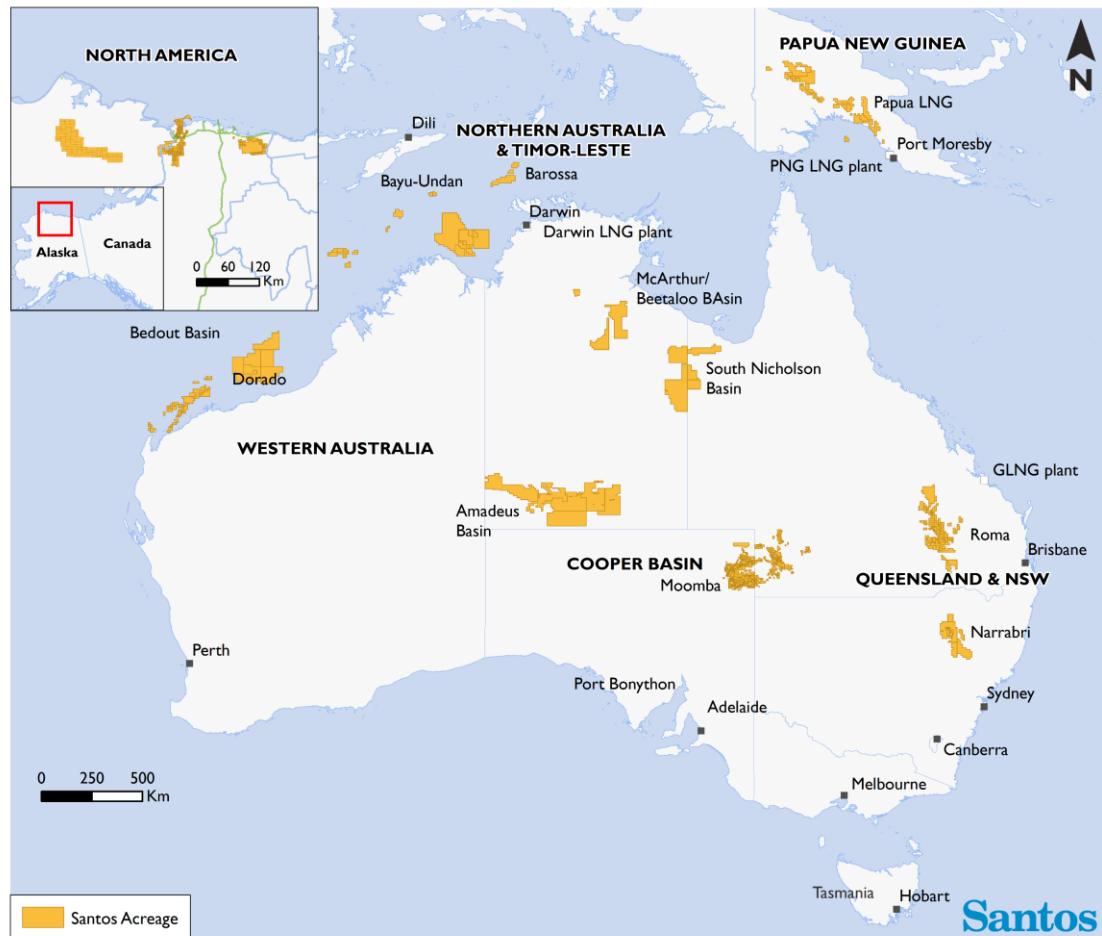 NORTH AMERICA
0 60 120
Km
Alaska
Canada
PAPUA NEW GUINEA
N
Papua LNG
Port Moresby
PNG LNG plant
Dili
NORTHERN AUSTRALIA
& TIMOR-LESTE
Barossa
Bayu-Undan
Darwin
Darwin LNG plant
McArthur/
Beetaloo BAsin
Bedout Basin
Dorado
South Nicholson
Basin
WESTERN AUSTRALIA
GLNG plant
Amadeus
Basin
Roma
Brisbane
COOPER BASIN
Moomba
QUEENSLAND & NSW
Narrabri
Perth
Port Bonython
Adelaide
Sydney
Canberra
0 250 500
Km
Melbourne
Tasmania
Hobart
Santos Acreage
Santos